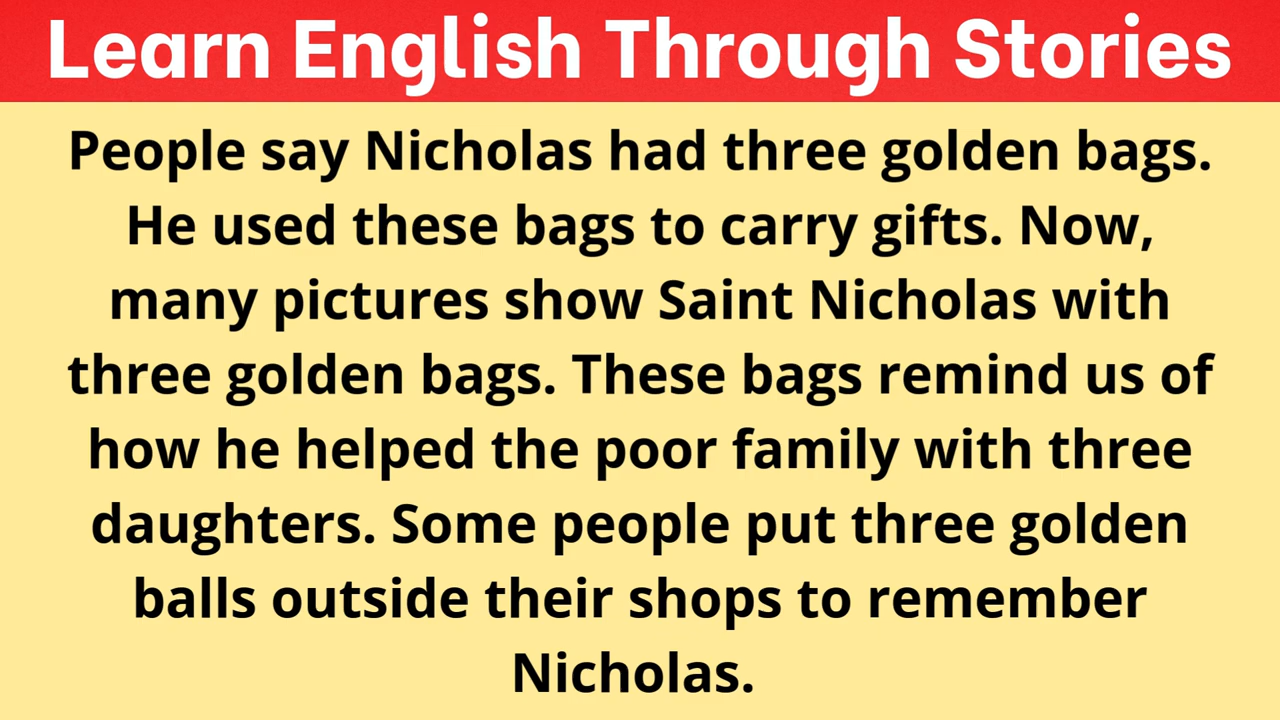 Learn English Through Stories
People say Nicholas had three golden bags.
He used these bags to carry gifts. Now,
many pictures show Saint Nicholas with
three golden bags. These bags remind us of
how he helped the poor family with three
daughters. Some people put three golden
balls outside their shops to remember
Nicholas.